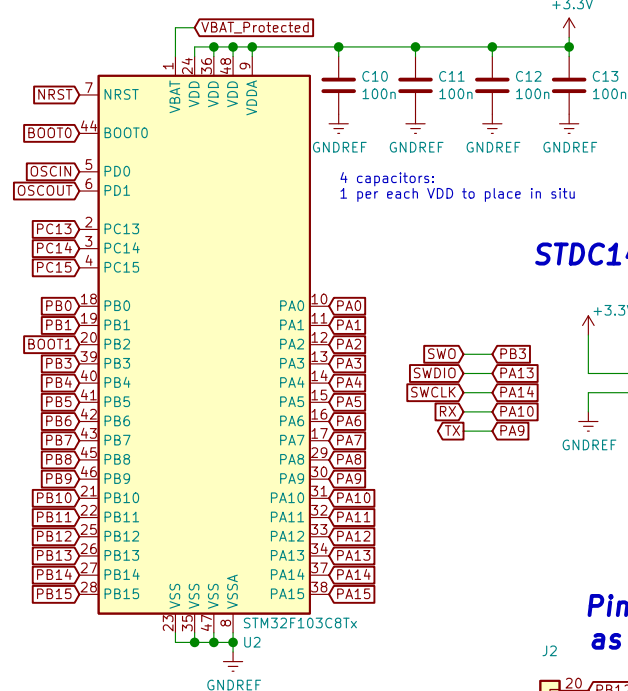 +3.3V
VBAT_Protected
1 24 36 48 9
VBAT VDD VDD VDD VDDA
C10 100n
C11 100n
C12 100n
C13 100n
GNDREF GNDREF GNDREF GNDREF
4 capacitors:
1 per each VDD to place in situ
NRST 7 NRST
BOOT0 44 BOOT0
OSCIN 5 PD0
OSCOUT 6 PD1
PC13 2 PC13
PC14 3 PC14
PC15 4 PC15
PB0 18 PB0 PA0 10 PA0
PB1 19 PB1 PA1 11 PA1
BOOT1 20 PB2 PA2 12 PA2
PB3 39 PB3 PA3 13 PA3
PB4 40 PB4 PA4 14 PA4
PB5 41 PB5 PA5 15 PA5
PB6 42 PB6 PA6 16 PA6
PB7 43 PB7 PA7 17 PA7
PB8 45 PB8 PA8 29 PA8
PB9 46 PB9 PA9 30 PA9
PB10 21 PB10 PA10 31 PA10
PB11 22 PB11 PA11 32 PA11
PB12 25 PB12 PA12 33 PA12
PB13 26 PB13 PA13 34 PA13
PB14 27 PB14 PA14 37 PA14
PB15 28 PB15 PA15 38 PA15
VSS VSS VSS VSSA
23 35 47 8
STM32F103C8Tx
U2
GNDREF
STDC14
+3.3V
GNDREF
SWO PB3
SWDIO PA13
SWCLK PA14
RX PA10
TX PA9
Pin
as
J2
20